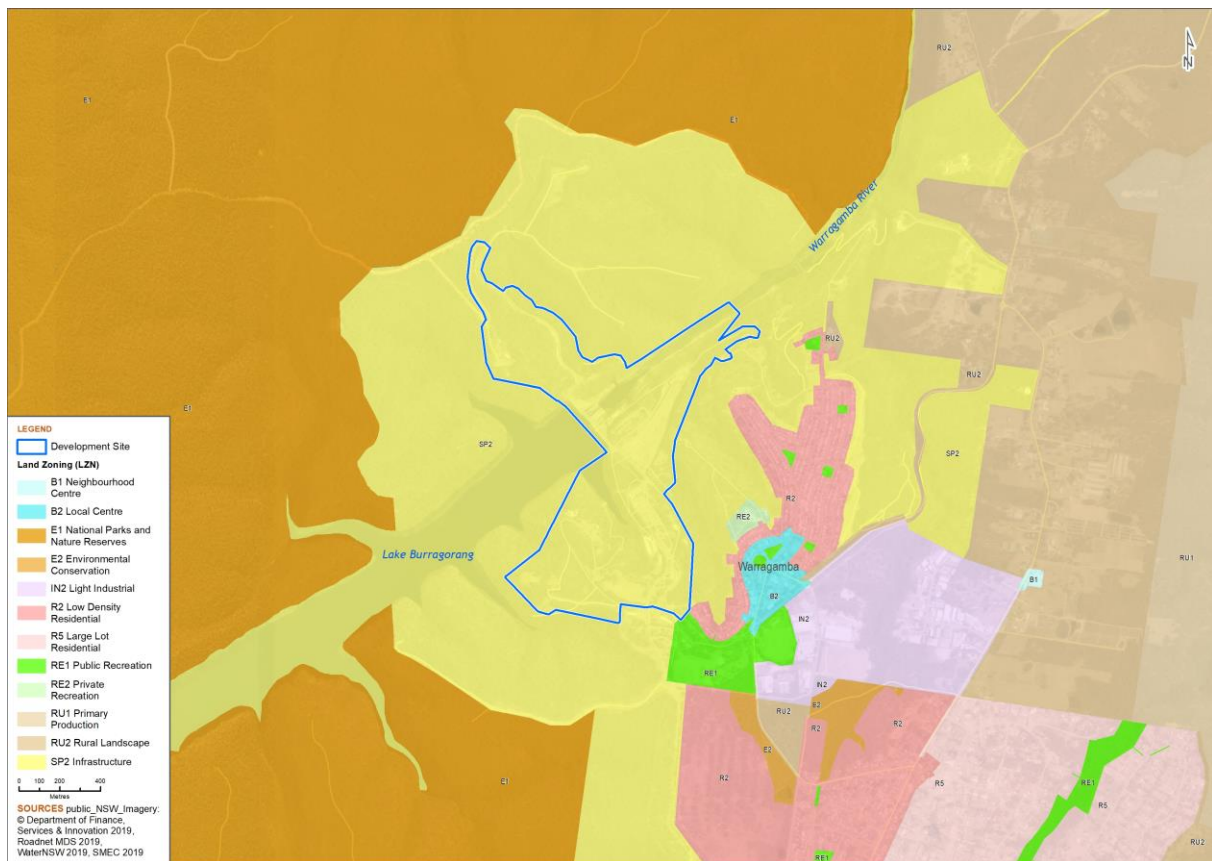 RU2
E1
E1
Warragamba River
RU2
RU2
E1
SP2
SP2
R2
RU1
RE2
Lake Burragorang
Warragamba
B1
B2
IN2
RE1
IN2
B2
RU2
R2
R2
E2
R2
E1
R5
RE1
R5
RU2
RE1
N
LEGEND
Development Site
Land Zoning (LZN)
B1 Neighbourhood
Centre
B2 Local Centre
E1 National Parks and
Nature Reserves
E2 Environmental
Conservation
IN2 Light Industrial
R2 Low Density
Residential
R5 Large Lot
Residential
RE1 Public Recreation
RE2 Private
Recreation
RU1 Primary
Production
RU2 Rural Landscape
SP2 Infrastructure
0 100 200 400
Metres
SOURCES public_NSW_Imagery:
© Department of Finance,
Services & Innovation 2019,
Roadnet MDS 2019,
WaterNSW 2019, SMEC 2019